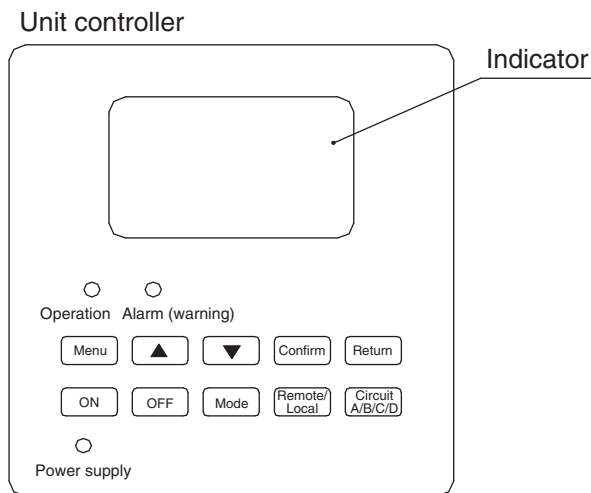 Unit controller
Indicator
Operation Alarm (warning)
Menu ▲ ▼ Confirm Return
ON OFF Mode Remote/ Circuit
Local A/B/C/D
Power supply